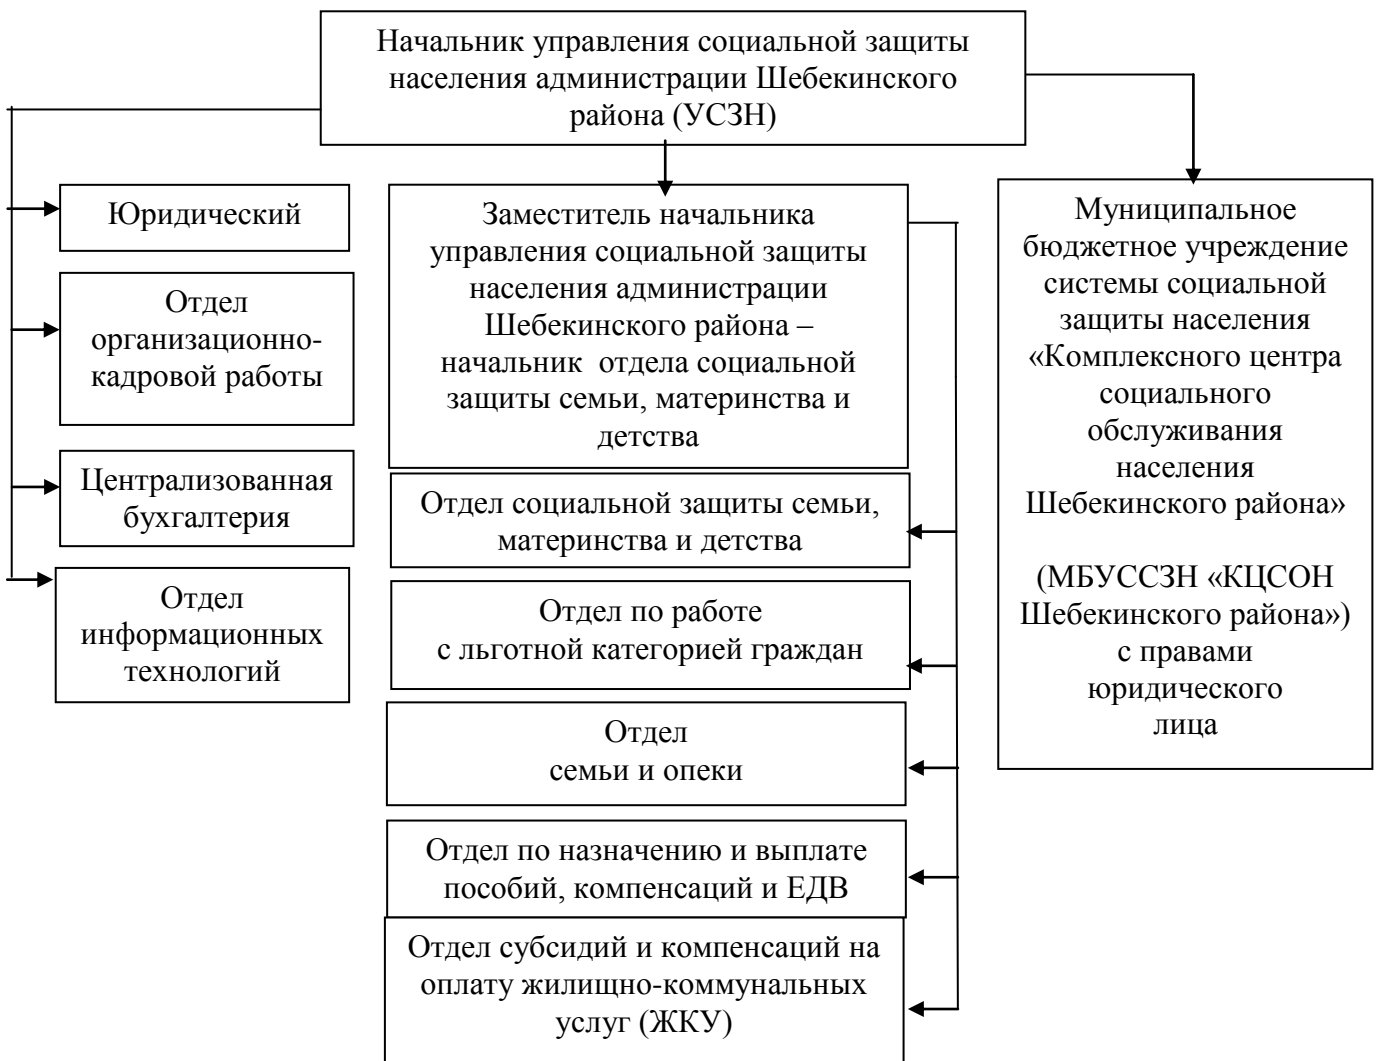 Начальник управления социальной защиты
населения администрации Шебекинского
района (УСЗН)
Юридический
Отдел
организационно-
кадровой работы
Централизованная
бухгалтерия
Отдел
информационных
технологий
Заместитель начальника
управления социальной защиты
населения администрации
Шебекинского района –
начальник отдела социальной
защиты семьи, материнства и
детства
Отдел социальной защиты семьи,
материнства и детства
Отдел по работе
с льготной категорией граждан
Отдел
семьи и опеки
Отдел по назначению и выплате
пособий, компенсаций и ЕДВ
Отдел субсидий и компенсаций на
оплату жилищно-коммунальных
услуг (ЖКУ)
Муниципальное
бюджетное учреждение
системы социальной
защиты населения
«Комплексного центра
социального
обслуживания
населения
Шебекинского района»
(МБУССЗН «КЦСОН
Шебекинского района»)
с правами
юридического
лица